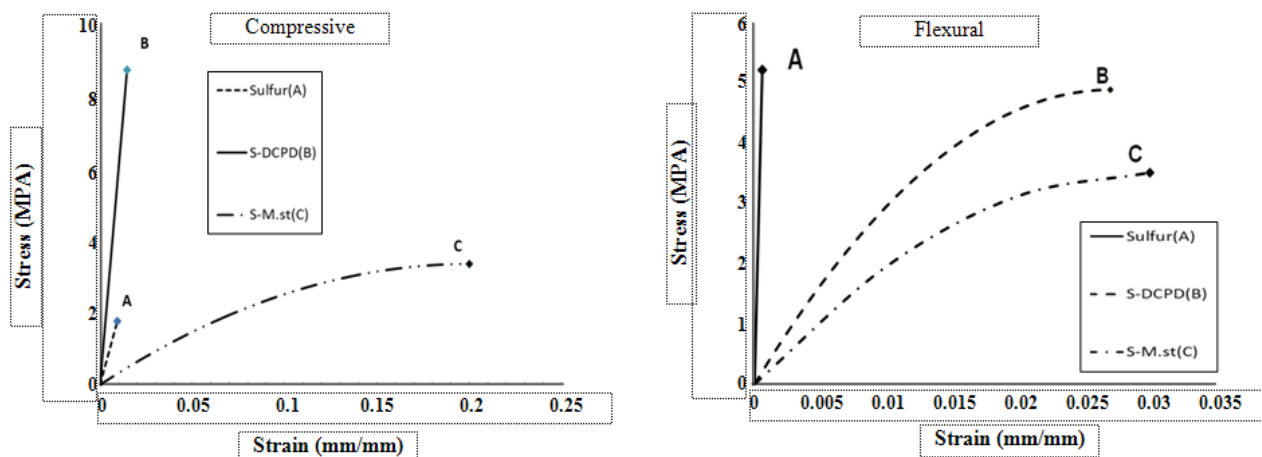 Compressive
Stress (MPA)
10
8
6
4
2
0
B
A
C
Sulfur(A)
S-DCPD(B)
S-M.st(C)
0 0.05 0.1 0.15 0.2 0.25
Strain (mm/mm)
Flexural
Stress (MPA)
6
5
4
3
2
1
0
A
B
C
Sulfur(A)
S-DCPD(B)
S-M.st(C)
0 0.005 0.01 0.015 0.02 0.025 0.03 0.035
Strain (mm/mm)